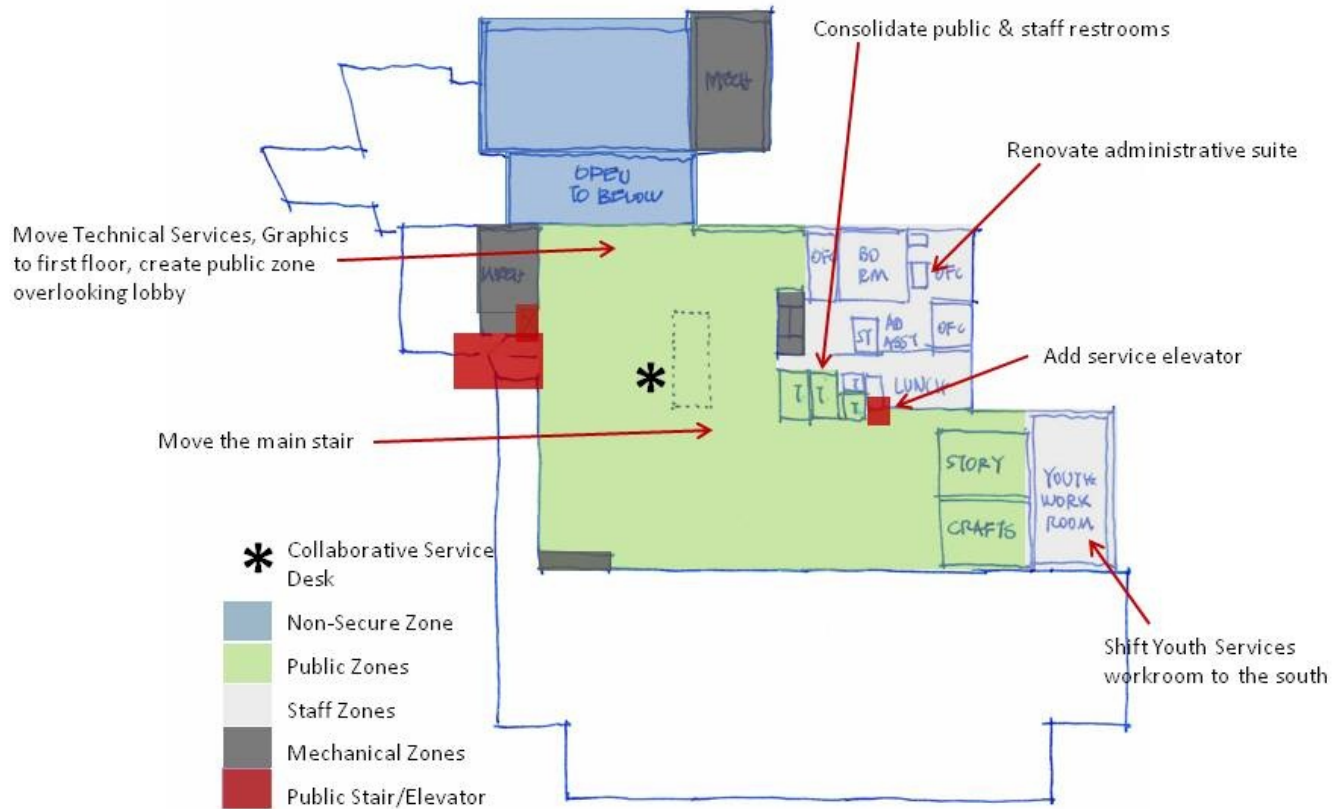 Consolidate public & staff restrooms
MECH
Renovate administrative suite
OPEN
TO BELOW
Move Technical Services, Graphics
to first floor, create public zone
overlooking lobby
MECH
OFC
BD
RM
OFC
ST
AD
ASST
OFC
Add service elevator
T
T
T
T
LUNCH
Move the main stair
STORY
YOUTH
WORK
ROOM
CRAFTS
* Collaborative Service
Desk
Non-Secure Zone
Public Zones
Shift Youth Services
workroom to the south
Staff Zones
Mechanical Zones
Public Stair/Elevator